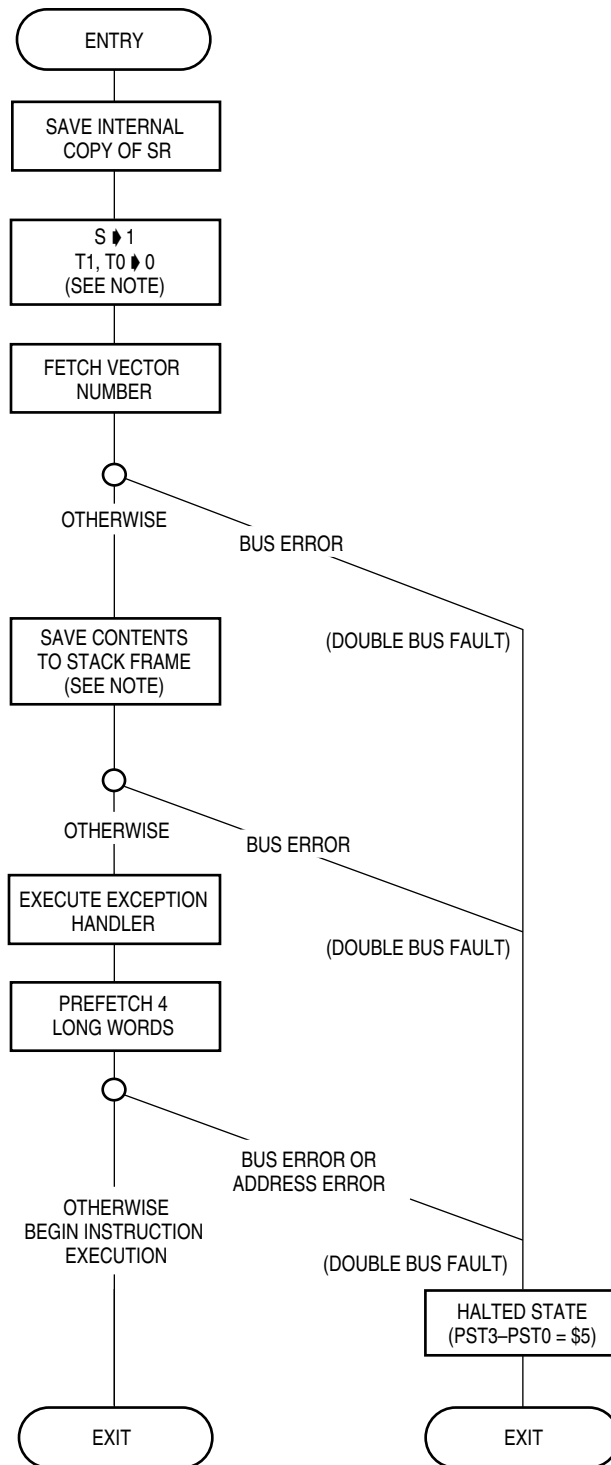 ENTRY
SAVE INTERNAL
COPY OF SR
S ➧ 1
T1, T0 ➧ 0
(SEE NOTE)
FETCH VECTOR
NUMBER
OTHERWISE
BUS ERROR
(DOUBLE BUS FAULT)
SAVE CONTENTS
TO STACK FRAME
(SEE NOTE)
OTHERWISE
BUS ERROR
EXECUTE EXCEPTION
HANDLER
(DOUBLE BUS FAULT)
PREFETCH 4
LONG WORDS
BUS ERROR OR
ADDRESS ERROR
OTHERWISE
BEGIN INSTRUCTION
EXECUTION
(DOUBLE BUS FAULT)
HALTED STATE
(PST3–PST0 = $5)
EXIT
EXIT